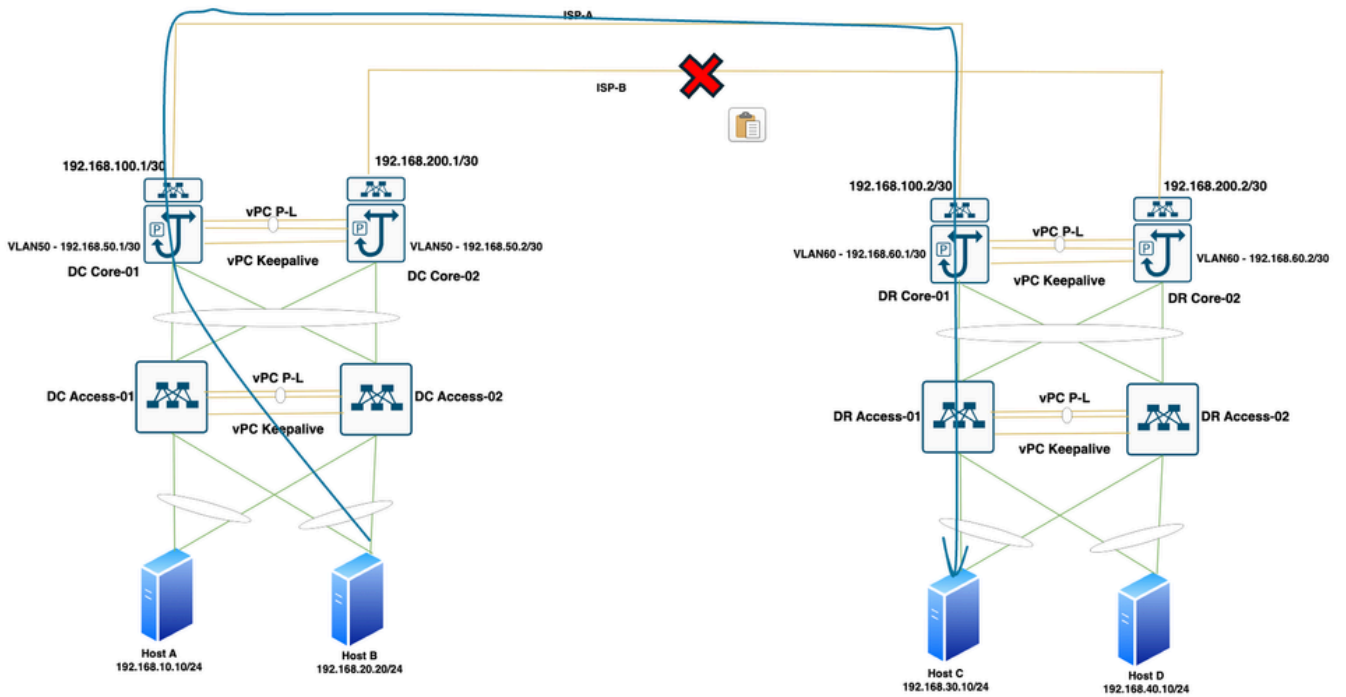 ISP-A
ISP-B
192.168.100.1/30
192.168.200.1/30
192.168.100.2/30
192.168.200.2/30
vPC P-L
P
P
VLAN50 - 192.168.50.1/30
VLAN50 - 192.168.50.2/30
vPC Keepalive
DC Core-01
DC Core-02
vPC P-L
P
P
VLAN60 - 192.168.60.1/30
VLAN60 - 192.168.60.2/30
vPC Keepalive
DR Core-01
DR Core-02
vPC P-L
DC Access-01
DC Access-02
vPC Keepalive
vPC P-L
DR Access-01
DR Access-02
vPC Keepalive
Host A
192.168.10.10/24
Host B
192.168.20.20/24
Host C
192.168.30.10/24
Host D
192.168.40.10/24